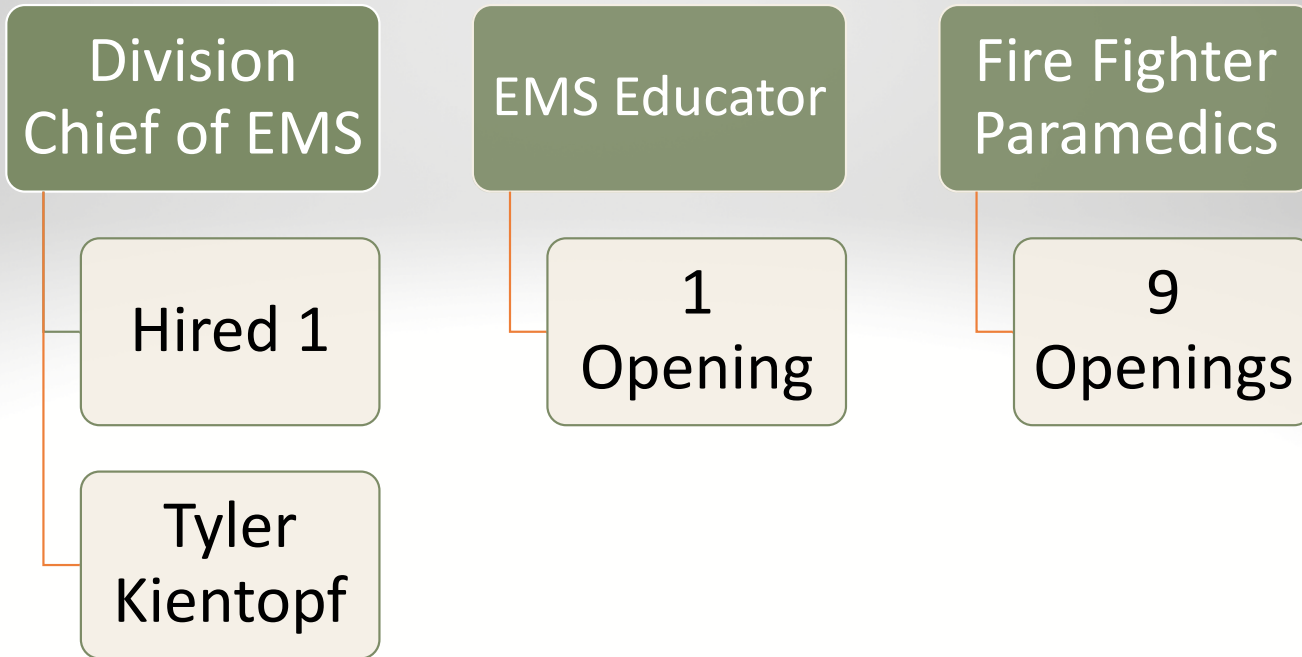 Division
Chief of EMS
Hired 1
Tyler
Kientopf
EMS Educator
1
Opening
Fire Fighter
Paramedics
9
Openings